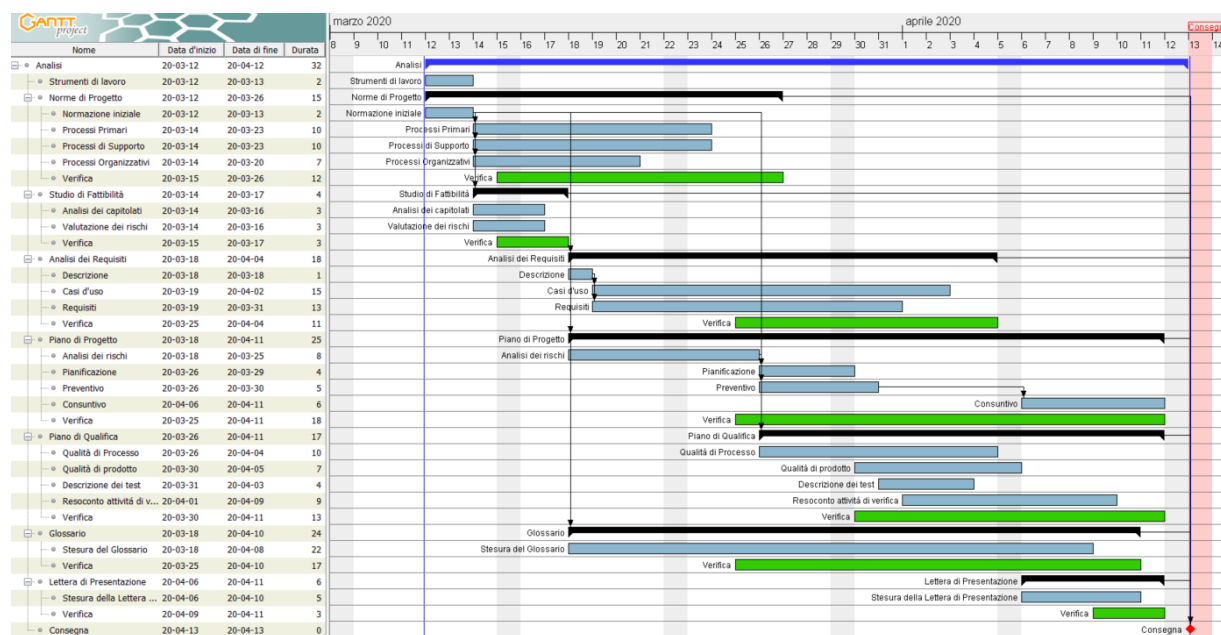 GANTT project
marzo 2020 aprile 2020
Consegn
Nome Data d'inizio Data di fine Durata 8 9 10 11 12 13 14 15 16 17 18 19 20 21 22 23 24 25 26 27 28 29 30 31 1 2 3 4 5 6 7 8 9 10 11 12 13 14
Analisi 20-03-12 20-04-12 32 Analisi
Strumenti di lavoro 20-03-12 20-03-13 2 Strumenti di lavoro
Norme di Progetto 20-03-12 20-03-26 15 Norme di Progetto
Normazione iniziale 20-03-12 20-03-13 2 Normazione iniziale
Processi Primari 20-03-14 20-03-23 10 Processi Primari
Processi di Supporto 20-03-14 20-03-23 10 Processi di Supporto
Processi Organizzativi 20-03-14 20-03-20 7 Processi Organizzativi
Verifica 20-03-15 20-03-26 12 Verifica
Studio di Fattibilità 20-03-14 20-03-17 4 Studio di Fattibilità
Analisi dei capitolati 20-03-14 20-03-16 3 Analisi dei capitolati
Valutazione dei rischi 20-03-14 20-03-16 3 Valutazione dei rischi
Verifica 20-03-15 20-03-17 3 Verifica
Analisi dei Requisiti 20-03-18 20-04-04 18 Analisi dei Requisiti
Descrizione 20-03-18 20-03-18 1 Descrizione
Casi d'uso 20-03-19 20-04-02 15 Casi d'uso
Requisiti 20-03-19 20-03-31 13 Requisiti
Verifica 20-03-25 20-04-04 11 Verifica
Piano di Progetto 20-03-18 20-04-11 25 Piano di Progetto
Analisi dei rischi 20-03-18 20-03-25 8 Analisi dei rischi
Pianificazione 20-03-26 20-03-29 4 Pianificazione
Preventivo 20-03-26 20-03-30 5 Preventivo
Consuntivo 20-04-06 20-04-11 6 Consuntivo
Verifica 20-03-25 20-04-11 18 Verifica
Piano di Qualifica 20-03-26 20-04-11 17 Piano di Qualifica
Qualità di Processo 20-03-26 20-04-04 10 Qualità di Processo
Qualità di prodotto 20-03-30 20-04-05 7 Qualità di prodotto
Descrizione dei test 20-03-31 20-04-03 4 Descrizione dei test
Resoconto attivitá di v... 20-04-01 20-04-09 9 Resoconto attivitá di verifica
Verifica 20-03-30 20-04-11 13 Verifica
Glossario 20-03-18 20-04-10 24 Glossario
Stesura del Glossario 20-03-18 20-04-08 22 Stesura del Glossario
Verifica 20-03-25 20-04-10 17 Verifica
Lettera di Presentazione 20-04-06 20-04-11 6 Lettera di Presentazione
Stesura della Lettera ... 20-04-06 20-04-10 5 Stesura della Lettera di Presentazione
Verifica 20-04-09 20-04-11 3 Verifica
Consegna 20-04-13 20-04-13 0 Consegna